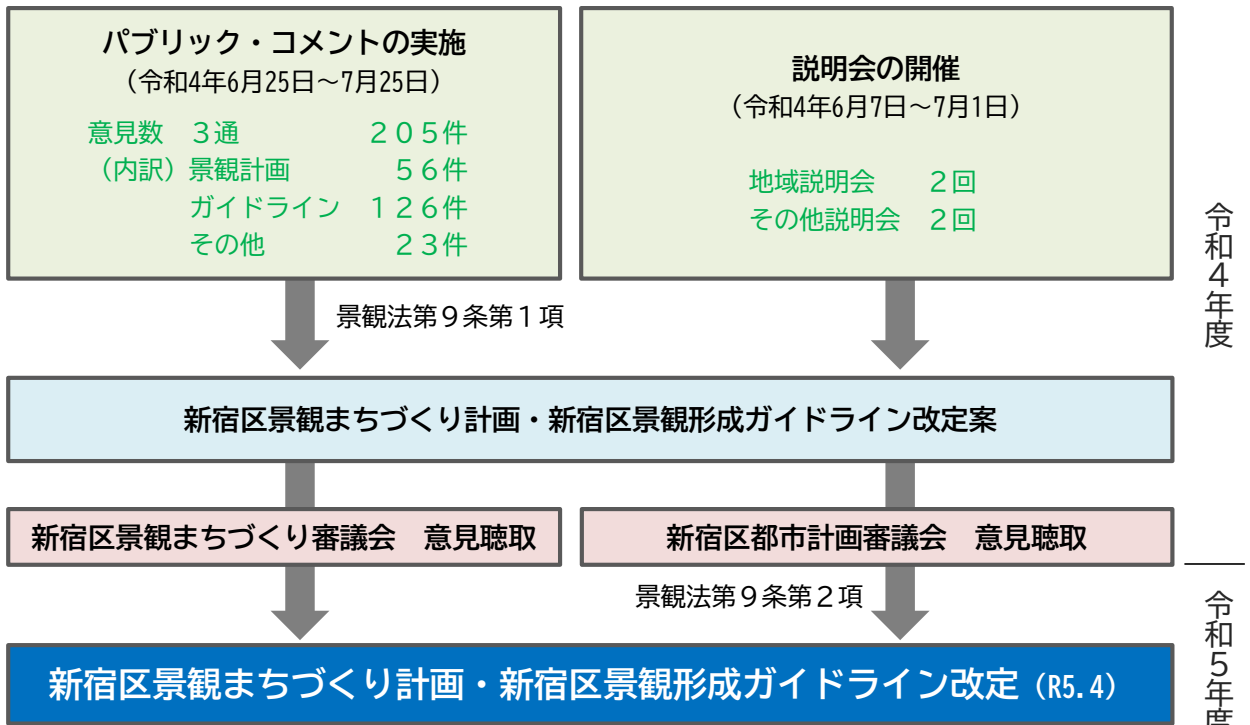 パブリック・コメントの実施
（令和4年6月25日～7月25日）
意見数　３通　　２０５件
（内訳）景観計画　　５６件
ガイドライン　１２６件
その他　　２３件
説明会の開催
（令和4年6月7日～7月1日）
地域説明会　２回
その他説明会　２回
令和４年度
景観法第９条第１項
新宿区景観まちづくり計画・新宿区景観形成ガイドライン改定案
新宿区景観まちづくり審議会　意見聴取
新宿区都市計画審議会　意見聴取
景観法第９条第２項
新宿区景観まちづくり計画・新宿区景観形成ガイドライン改定（R5.4）
令和５年度